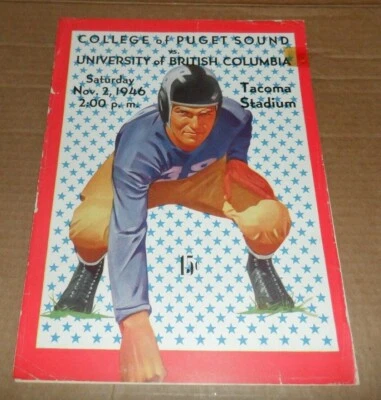 COLLEGE of PUGET SOUND
vs.
UNIVERSITY of BRITISH COLUMBIA
Saturday
Nov. 2, 1946
2:00 p. m.
Tacoma
Stadium
15¢